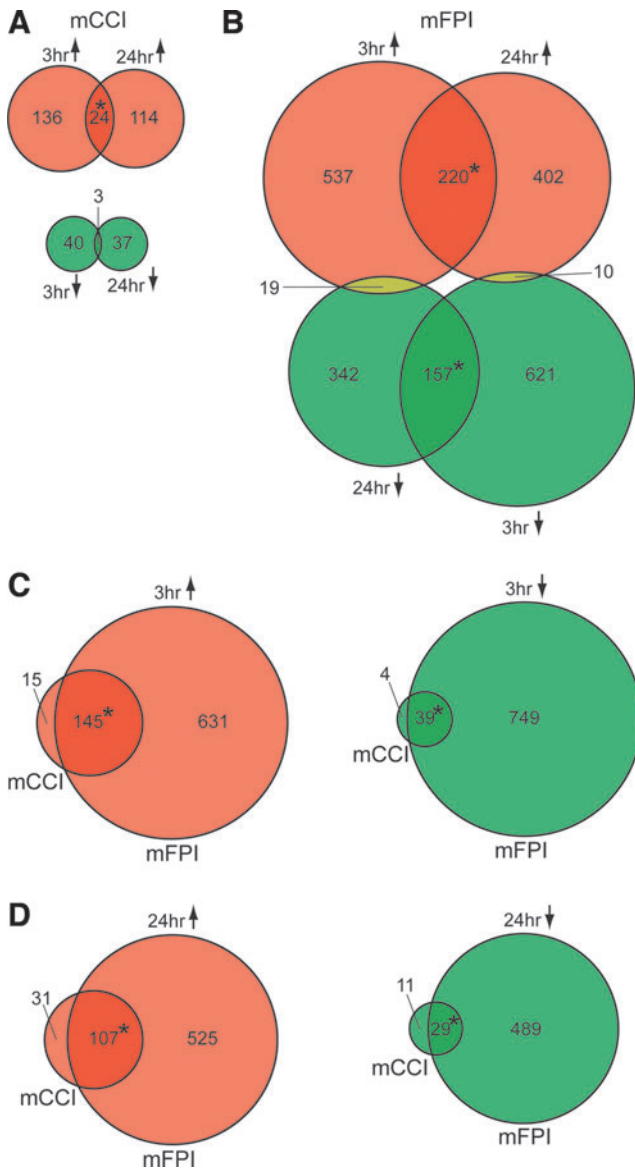 A mCCI
3hr↑ 24hr↑
136 24* 114
3
40 37
3hr↓ 24hr↓
B mFPI
3hr↑ 24hr↑
537 220* 402
19 10
342 157* 621
24hr↓
3hr↓
C
3hr↑
15
145* 631
mCCI
mFPI
3hr↓
4
39* 749
mCCI
mFPI
D
24hr↑
31
107* 525
mCCI
mFPI
24hr↓
11
29* 489
mCCI
mFPI